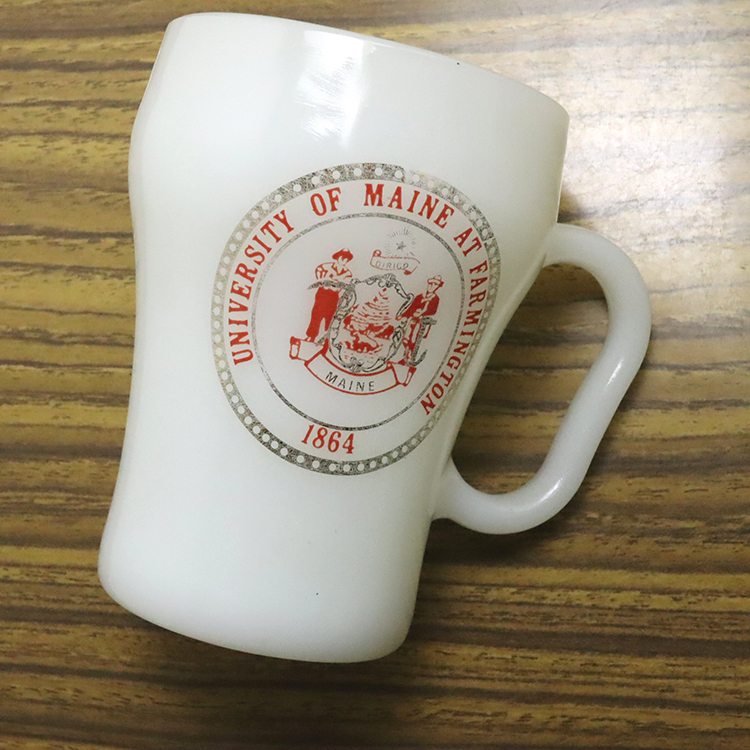 UNIVERSITY OF MAINE AT FARMINGTON
DIRIGO
MAINE
1864